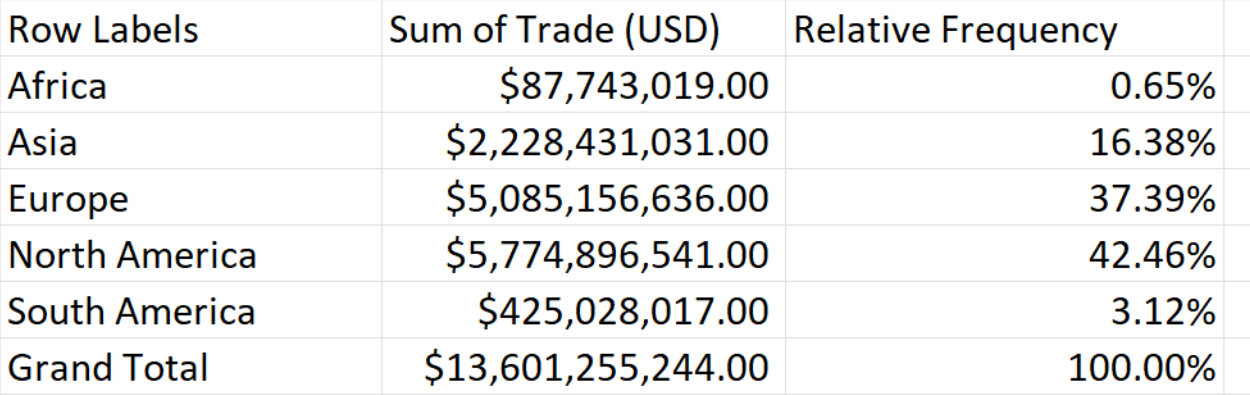 Row Labels Sum of Trade (USD) Relative Frequency
Africa $87,743,019.00 0.65%
Asia $2,228,431,031.00 16.38%
Europe $5,085,156,636.00 37.39%
North America $5,774,896,541.00 42.46%
South America $425,028,017.00 3.12%
Grand Total $13,601,255,244.00 100.00%